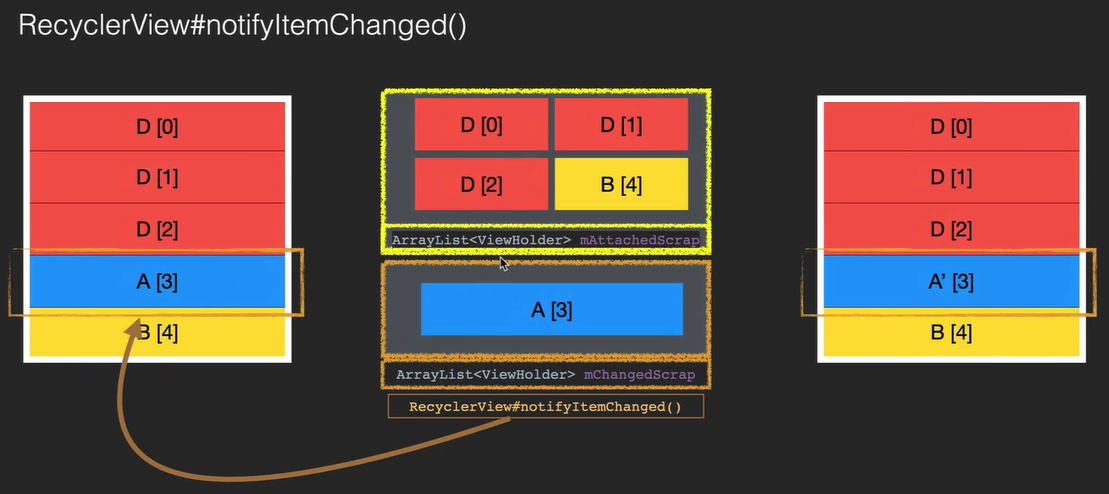 RecyclerView#notifyItemChanged()
D [0]
D [1]
D [2]
A [3]
B [4]
D [0] D [1]
D [2] B [4]
ArrayList<ViewHolder> mAttachedScrap
A [3]
ArrayList<ViewHolder> mChangedScrap
RecyclerView#notifyItemChanged()
D [0]
D [1]
D [2]
A’ [3]
B [4]